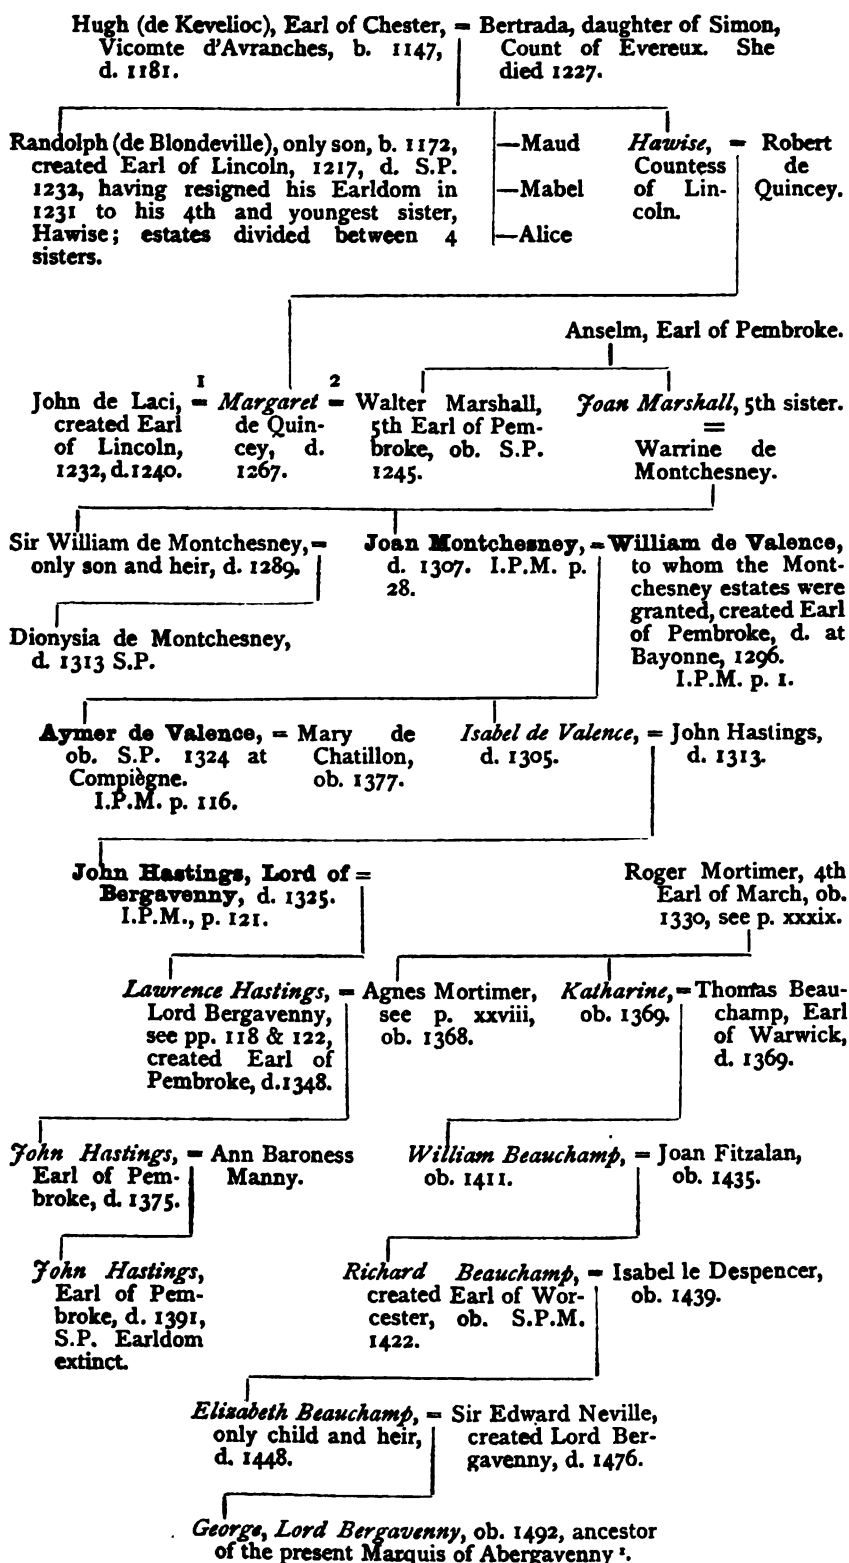 Hugh (de Kevelioc), Earl of Chester, = Bertrada, daughter of Simon,
Vicomte d'Avranches, b. 1147,
d. 1181.
Count of Evereux. She
died 1227.
Randolph (de Blondeville), only son, b. 1172,
created Earl of Lincoln, 1217, d. S.P.
1232, having resigned his Earldom in
1231 to his 4th and youngest sister,
Hawise; estates divided between 4
sisters.
—Maud
—Mabel
—Alice
Hawise, =
Countess
of Lin-
coln.
Robert
de
Quincey.
Anselm, Earl of Pembroke.
John de Laci, =
created Earl
of Lincoln,
1232, d. 1240.
1
Margaret =
de Quin-
cey, d.
1267.
2
Walter Marshall,
5th Earl of Pem-
broke, ob. S.P.
1245.
Joan Marshall, 5th sister.
=
Warrine de
Montchesney.
Sir William de Montchesney, =
only son and heir, d. 1289.
Joan Montchesney, =
d. 1307. I.P.M. p.
28.
William de Valence,
to whom the Mont-
chesney estates were
granted, created Earl
of Pembroke, d. at
Bayonne, 1296.
I.P.M. p. 1.
Dionysia de Montchesney,
d. 1313 S.P.
Aymer de Valence, =
ob. S.P. 1324 at
Compiègne.
I.P.M. p. 116.
Mary de
Chatillon,
ob. 1377.
Isabel de Valence, =
d. 1305.
John Hastings,
d. 1313.
John Hastings, Lord of =
Bergavenny, d. 1325.
I.P.M., p. 121.
Roger Mortimer, 4th
Earl of March, ob.
1330, see p. xxxix.
Lawrence Hastings, =
Lord Bergavenny,
see pp. 118 & 122,
created Earl of
Pembroke, d. 1348.
Agnes Mortimer,
see p. xxviii,
ob. 1368.
Katharine, =
ob. 1369.
Thomas Beau-
champ, Earl
of Warwick,
d. 1369.
John Hastings, =
Earl of Pem-
broke, d. 1375.
Ann Baroness
Manny.
William Beauchamp, =
ob. 1411.
Joan Fitzalan,
ob. 1435.
John Hastings,
Earl of Pem-
broke, d. 1391,
S.P. Earldom
extinct.
Richard Beauchamp, =
created Earl of Wor-
cester, ob. S.P.M.
1422.
Isabel le Despencer,
ob. 1439.
Elizabeth Beauchamp, =
only child and heir,
d. 1448.
Sir Edward Neville,
created Lord Ber-
gavenny, d. 1476.
George, Lord Bergavenny, ob. 1492, ancestor
of the present Marquis of Abergavenny ¹.